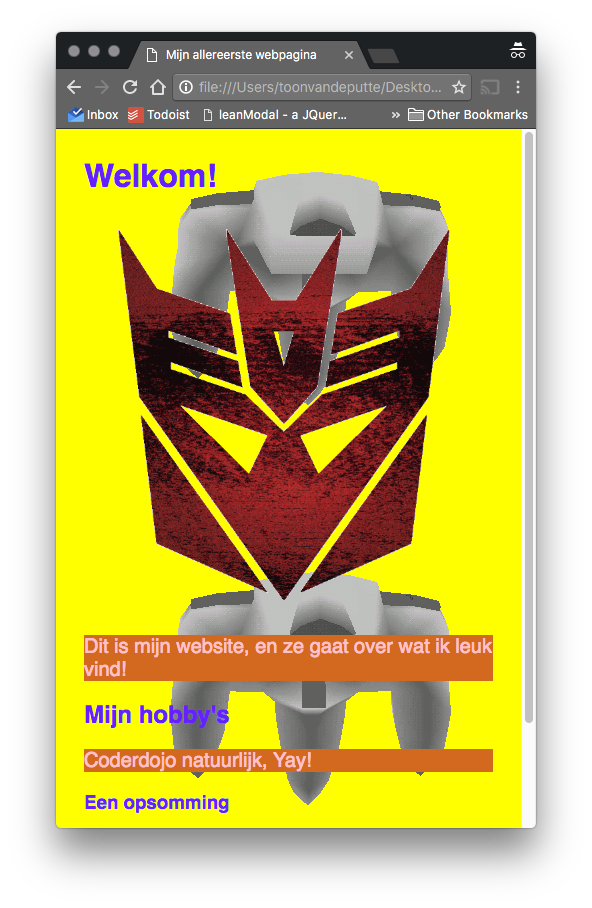 Mijn allereerste webpagina
file:///Users/toonvandeputte/Deskto...
Inbox
Todoist
leanModal - a JQuer...
» Other Bookmarks
Welkom!
Dit is mijn website, en ze gaat over wat ik leuk
vind!
Mijn hobby's
Coderdojo natuurlijk, Yay!
Een opsomming